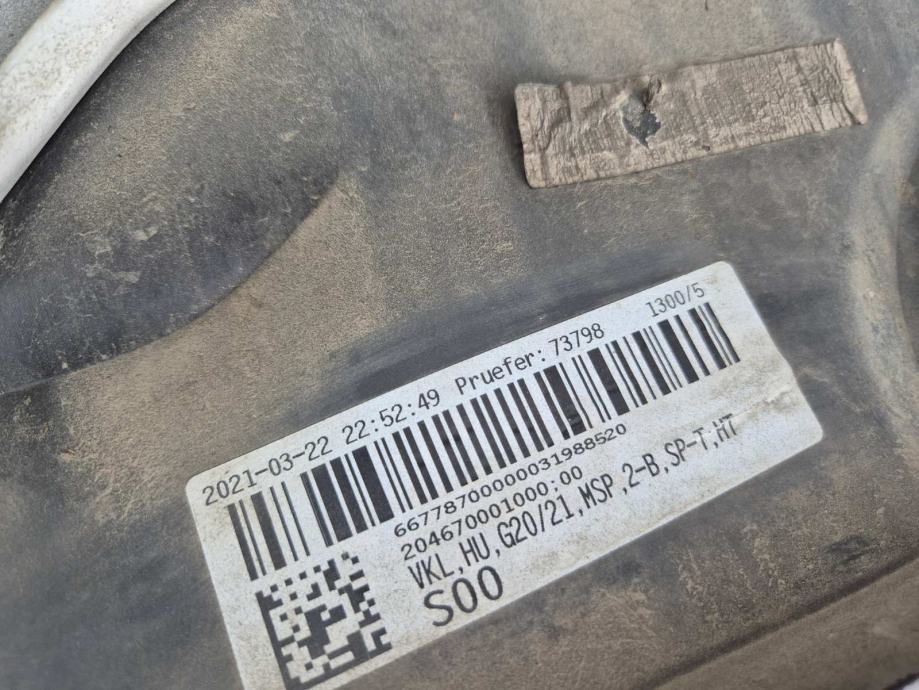 2021-03-22 22:52:49 Pruefer:73798 1300/5
667787000000031988520
204670001000;00
VKL,HU,G20/21,MSP,2-B,SP-T,HT
S00